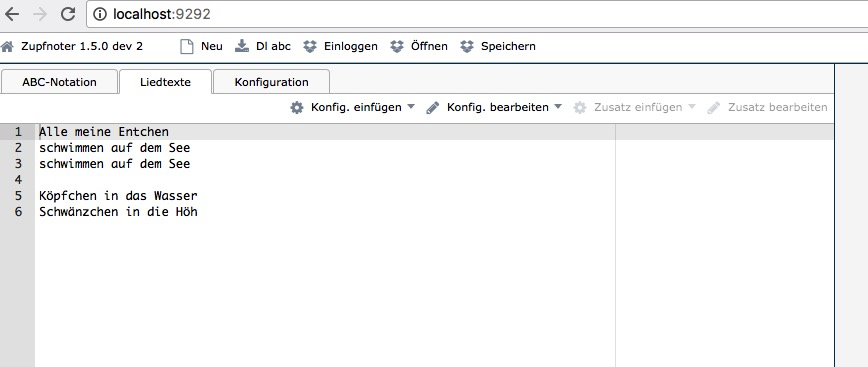 localhost:9292
Zupfnoter 1.5.0 dev 2 Neu Dl abc Einloggen Öffnen Speichern
ABC-Notation Liedtexte Konfiguration
Konfig. einfügen Konfig. bearbeiten Zusatz einfügen Zusatz bearbeiten
1 Alle meine Entchen
2 schwimmen auf dem See
3 schwimmen auf dem See
4
5 Köpfchen in das Wasser
6 Schwänzchen in die Höh